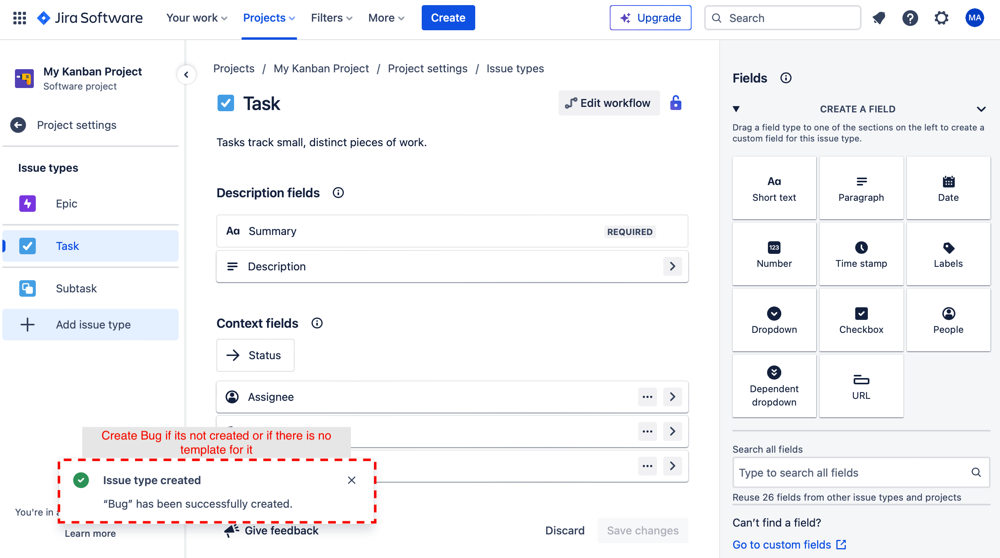 Jira Software
Your work
Projects
Filters
More
Create
Upgrade
Search
MA
My Kanban Project
Software project
Project settings
Issue types
Epic
Task
Subtask
Add issue type
You're in a
Learn more
Projects / My Kanban Project / Project settings / Issue types
Task
Edit workflow
Tasks track small, distinct pieces of work.
Description fields
Aa Summary REQUIRED
Description
Context fields
Status
Assignee
Create Bug if its not created or if there is no
template for it
Issue type created
“Bug” has been successfully created.
Give feedback
Discard
Save changes
Fields
CREATE A FIELD
Drag a field type to one of the sections on the left to create a
custom field for this issue type.
Aa
Short text
Paragraph
Date
123
Number
Time stamp
Labels
Dropdown
Checkbox
People
Dependent
dropdown
URL
Search all fields
Type to search all fields
Reuse 26 fields from other issue types and projects
Can’t find a field?
Go to custom fields